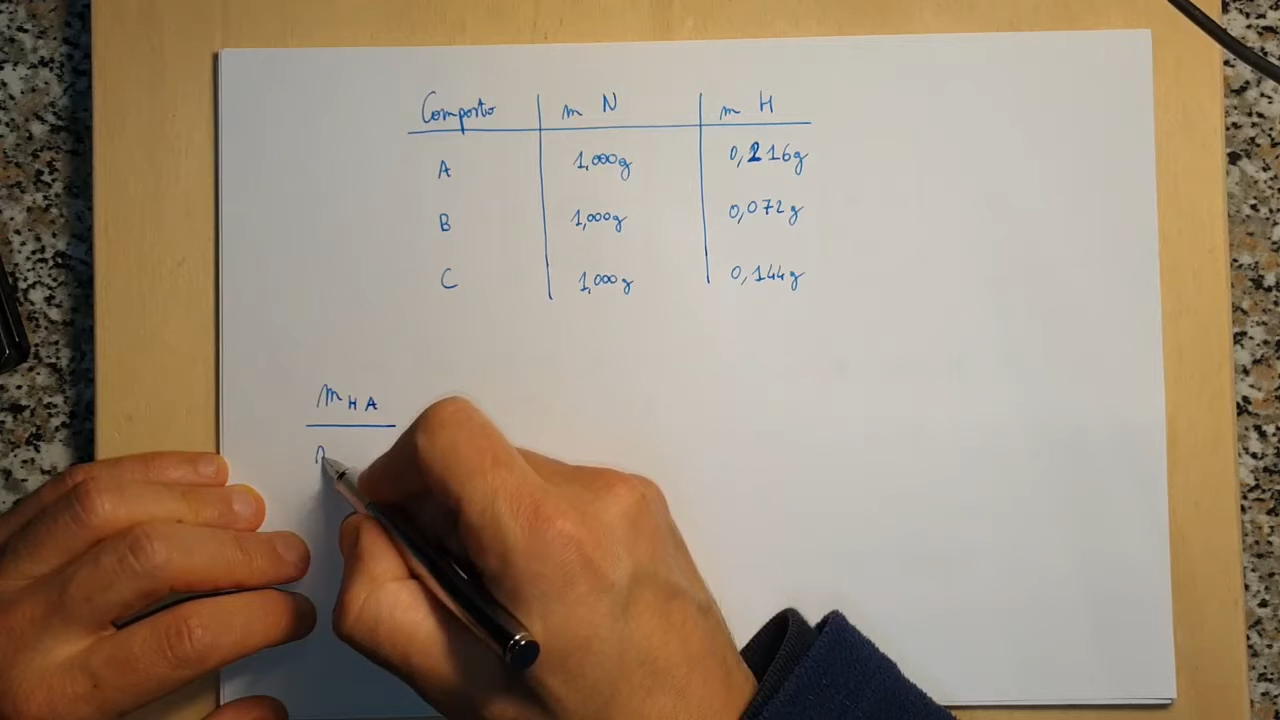 Composto m N m H
A 1,000g 0,216g
B 1,000g 0,072g
C 1,000g 0,144g
m H A